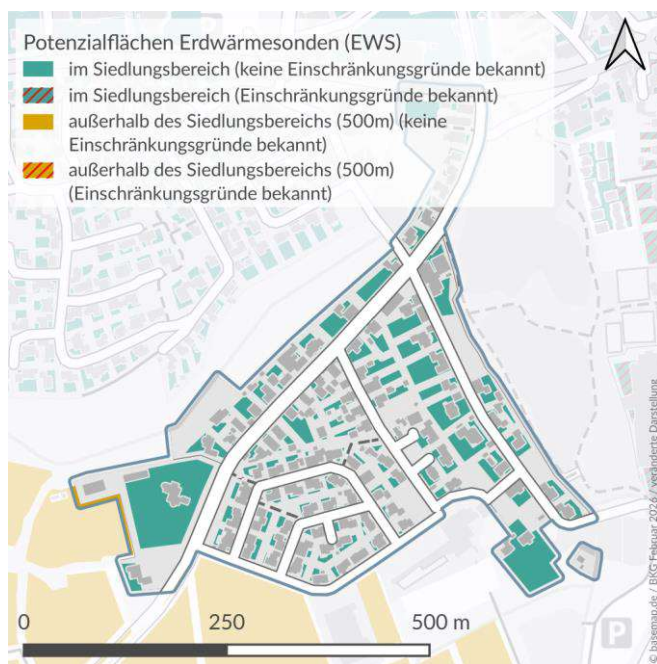 Potenzialflächen Erdwärmesonden (EWS)
im Siedlungsbereich (keine Einschränkungsgründe bekannt)
im Siedlungsbereich (Einschränkungsgründe bekannt)
außerhalb des Siedlungsbereichs (500m) (keine
Einschränkungsgründe bekannt)
außerhalb des Siedlungsbereichs (500m)
(Einschränkungsgründe bekannt)
© basemap.de / BKG Februar 2026 / veränderte Darstellung
P
0 250 500 m